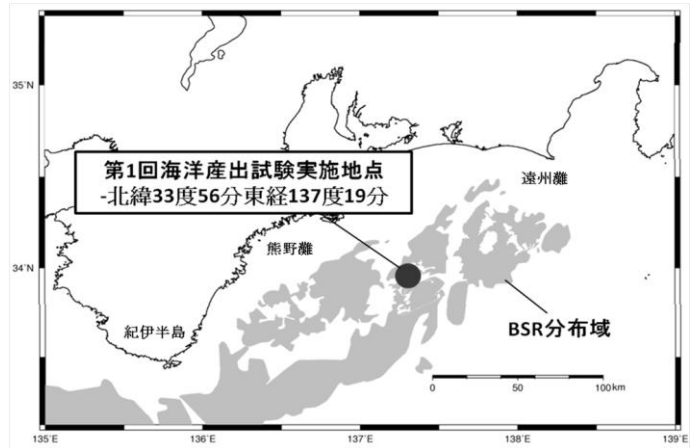 35˚N
第1回海洋産出試験実施地点
-北緯33度56分東経137度19分
遠州灘
熊野灘
34˚N
紀伊半島
BSR分布域
0 50 100km
135˚E 136˚E 137˚E 138˚E 139˚E